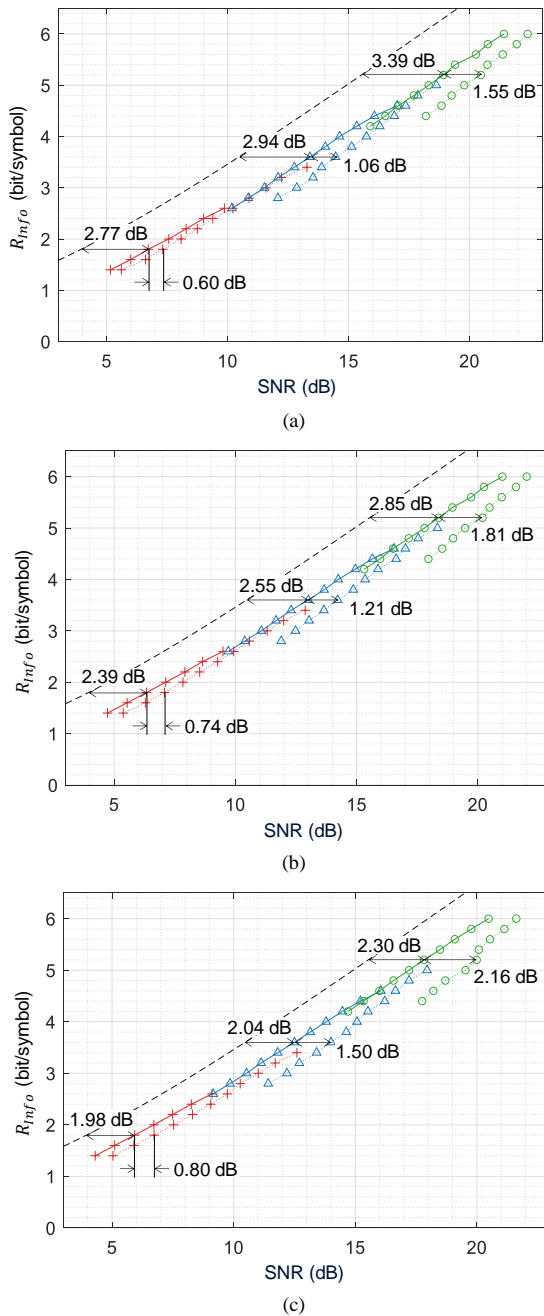 6
5
4
3
2
1
0
R_Info (bit/symbol)
3.39 dB
1.55 dB
2.94 dB
1.06 dB
2.77 dB
0.60 dB
5 10 15 20
SNR (dB)
(a)
6
5
4
3
2
1
0
R_Info (bit/symbol)
2.85 dB
1.81 dB
2.55 dB
1.21 dB
2.39 dB
0.74 dB
5 10 15 20
SNR (dB)
(b)
6
5
4
3
2
1
0
R_Info (bit/symbol)
2.30 dB
2.16 dB
2.04 dB
1.50 dB
1.98 dB
0.80 dB
5 10 15 20
SNR (dB)
(c)